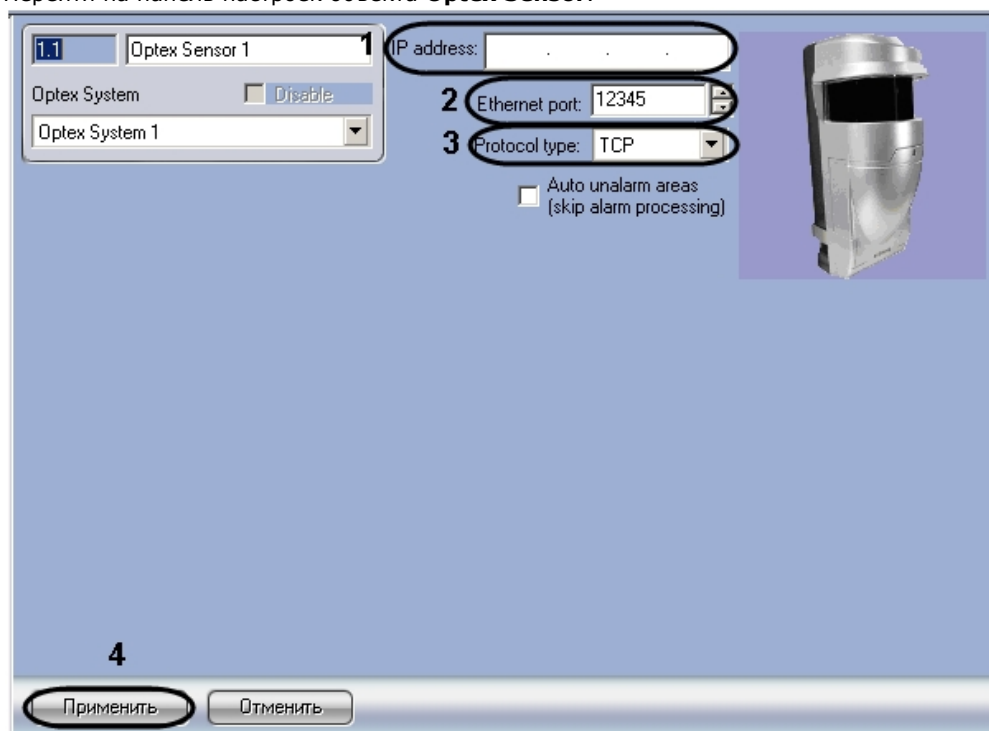 Перейти на панель настроек объекта Optex Sensor.
1.1 Optex Sensor 1
Optex System Disable
Optex System 1
1 IP address: . . .
2 Ethernet port: 12345
3 Protocol type: TCP
Auto unalarm areas
(skip alarm processing)
4
Применить Отменить